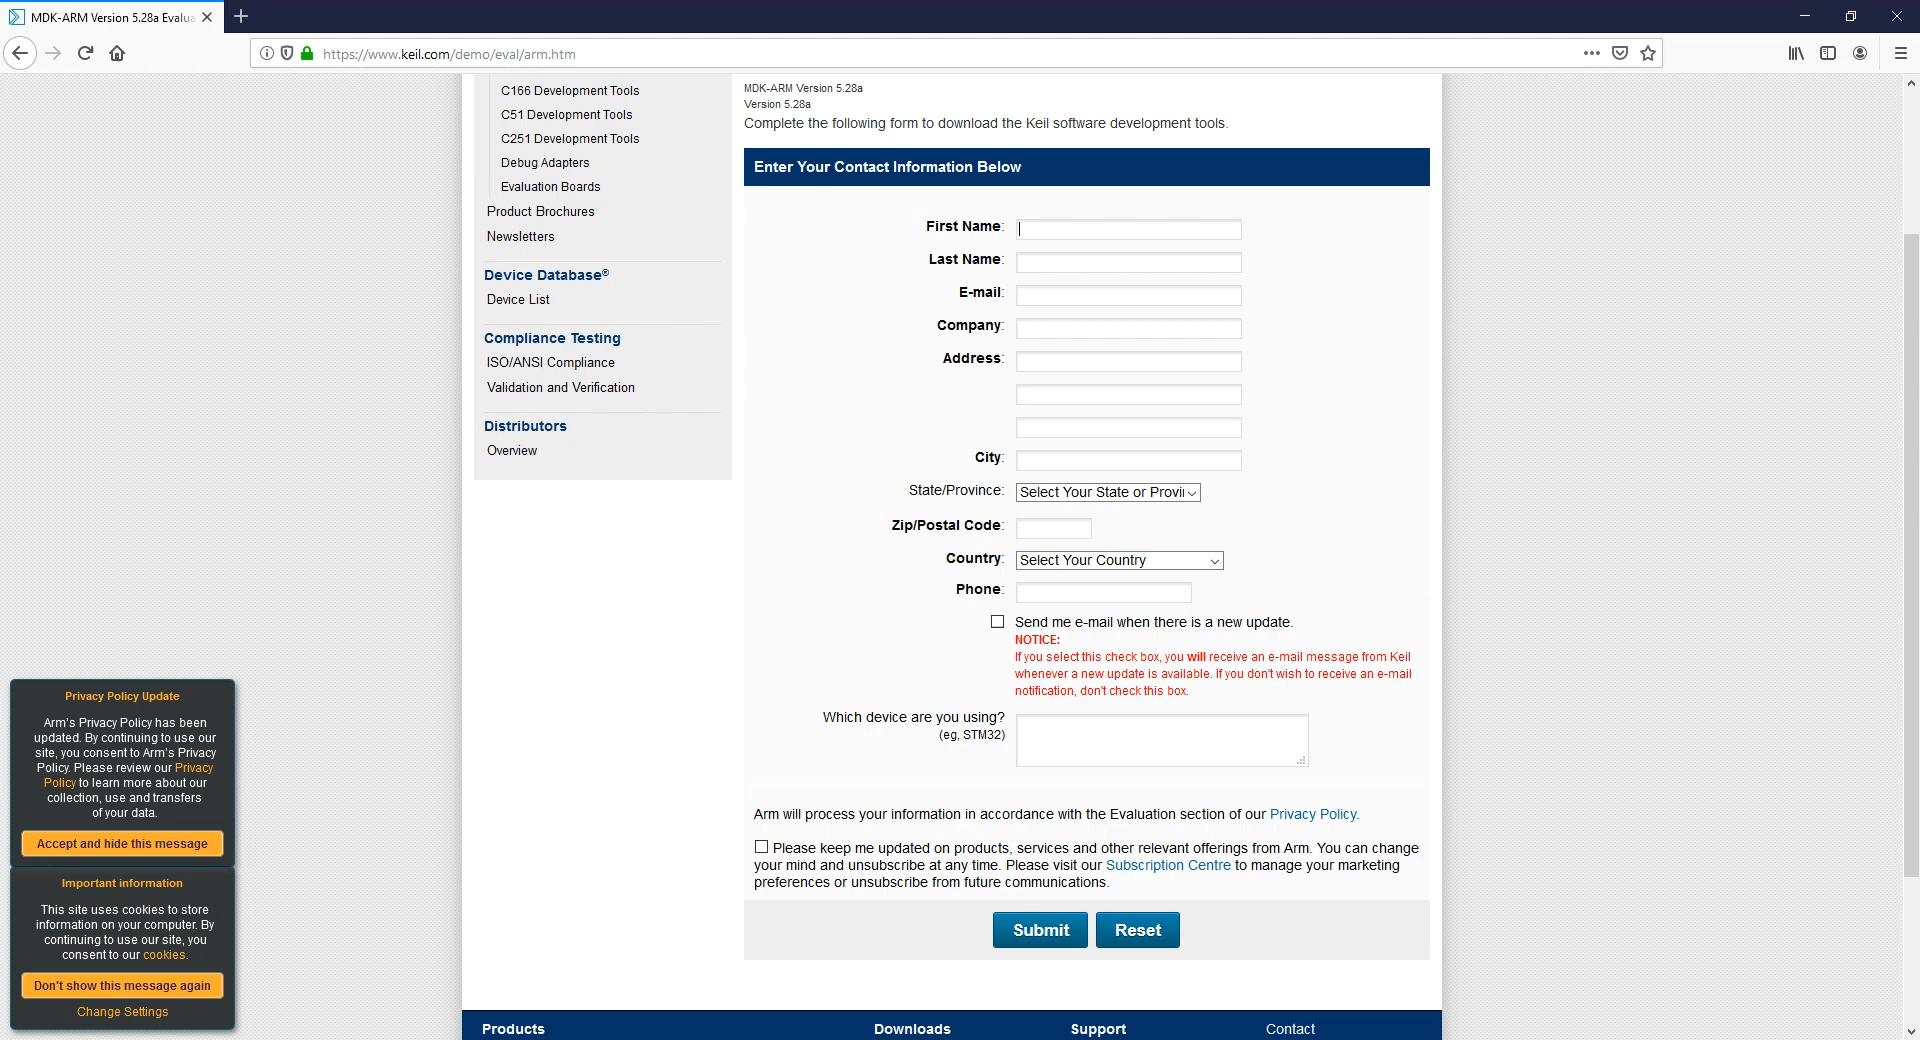 MDK-ARM Version 5.28a Evalua
https://www.keil.com/demo/eval/arm.htm
C166 Development Tools
C51 Development Tools
C251 Development Tools
Debug Adapters
Evaluation Boards
Product Brochures
Newsletters
Device Database®
Device List
Compliance Testing
ISO/ANSI Compliance
Validation and Verification
Distributors
Overview
MDK-ARM Version 5.28a
Version 5.28a
Complete the following form to download the Keil software development tools.
Enter Your Contact Information Below
First Name:
Last Name:
E-mail:
Company:
Address:
City:
State/Province: Select Your State or Provi
Zip/Postal Code:
Country: Select Your Country
Phone:
Send me e-mail when there is a new update.
NOTICE:
If you select this check box, you will receive an e-mail message from Keil
whenever a new update is available. If you don't wish to receive an e-mail
notification, don't check this box.
Which device are you using?
(eg, STM32)
Arm will process your information in accordance with the Evaluation section of our Privacy Policy.
Please keep me updated on products, services and other relevant offerings from Arm. You can change
your mind and unsubscribe at any time. Please visit our Subscription Centre to manage your marketing
preferences or unsubscribe from future communications.
Submit Reset
Privacy Policy Update
Arm's Privacy Policy has been
updated. By continuing to use our
site, you consent to Arm's Privacy
Policy. Please review our Privacy
Policy to learn more about our
collection, use and transfers
of your data.
Accept and hide this message
Important information
This site uses cookies to store
information on your computer. By
continuing to use our site, you
consent to our cookies.
Don't show this message again
Change Settings
Products Downloads Support Contact